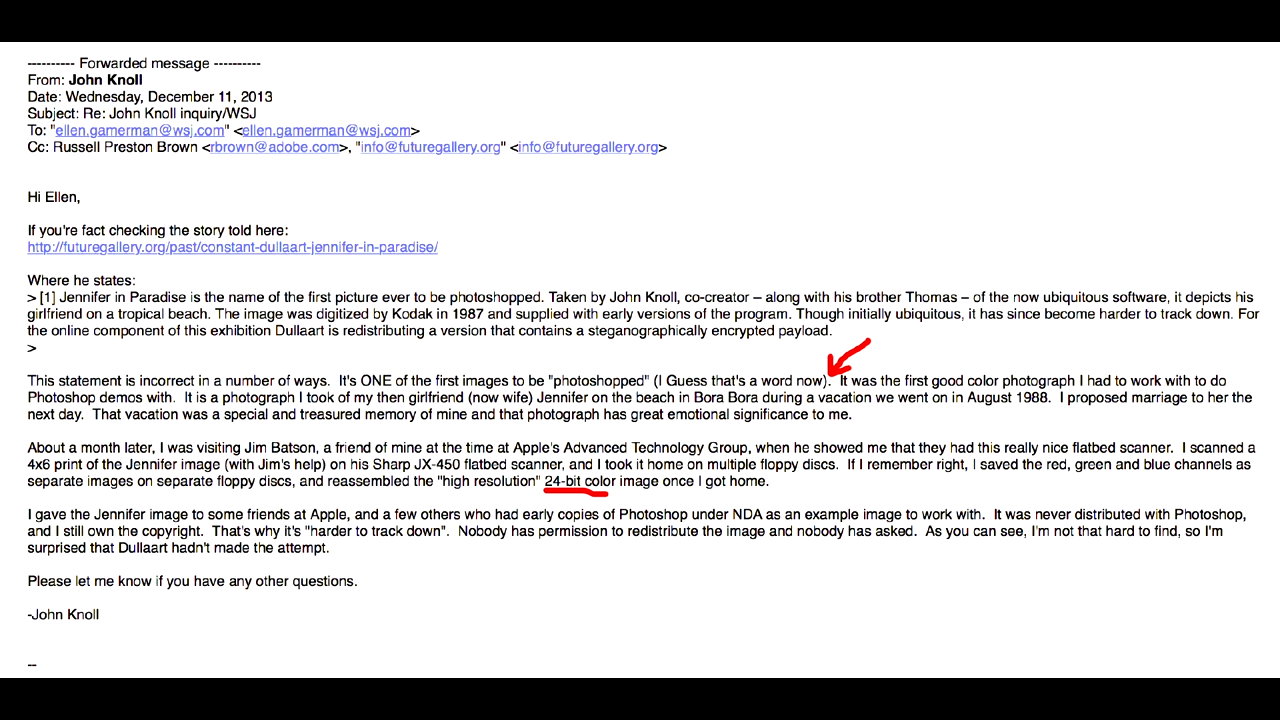 ---------- Forwarded message ----------
From: John Knoll
Date: Wednesday, December 11, 2013
Subject: Re: John Knoll inquiry/WSJ
To: "ellen.gamerman@wsj.com" <ellen.gamerman@wsj.com>
Cc: Russell Preston Brown <rbrown@adobe.com>, "info@futuregallery.org" <info@futuregallery.org>
Hi Ellen,
If you're fact checking the story told here:
http://futuregallery.org/past/constant-dullaart-jennifer-in-paradise/
Where he states:
> [1] Jennifer in Paradise is the name of the first picture ever to be photoshopped. Taken by John Knoll, co-creator – along with his brother Thomas – of the now ubiquitous software, it depicts his
girlfriend on a tropical beach. The image was digitized by Kodak in 1987 and supplied with early versions of the program. Though initially ubiquitous, it has since become harder to track down. For
the online component of this exhibition Dullaart is redistributing a version that contains a steganographically encrypted payload.
>
This statement is incorrect in a number of ways.  It's ONE of the first images to be "photoshopped" (I Guess that's a word now).  It was the first good color photograph I had to work with to do
Photoshop demos with.  It is a photograph I took of my then girlfriend (now wife) Jennifer on the beach in Bora Bora during a vacation we went on in August 1988.  I proposed marriage to her the
next day.  That vacation was a special and treasured memory of mine and that photograph has great emotional significance to me.
About a month later, I was visiting Jim Batson, a friend of mine at the time at Apple's Advanced Technology Group, when he showed me that they had this really nice flatbed scanner.  I scanned a
4x6 print of the Jennifer image (with Jim's help) on his Sharp JX-450 flatbed scanner, and I took it home on multiple floppy discs.  If I remember right, I saved the red, green and blue channels as
separate images on separate floppy discs, and reassembled the "high resolution" 24-bit color image once I got home.
I gave the Jennifer image to some friends at Apple, and a few others who had early copies of Photoshop under NDA as an example image to work with.  It was never distributed with Photoshop,
and I still own the copyright.  That's why it's "harder to track down".  Nobody has permission to redistribute the image and nobody has asked.  As you can see, I'm not that hard to find, so I'm
surprised that Dullaart hadn't made the attempt.
Please let me know if you have any other questions.
-John Knoll
--